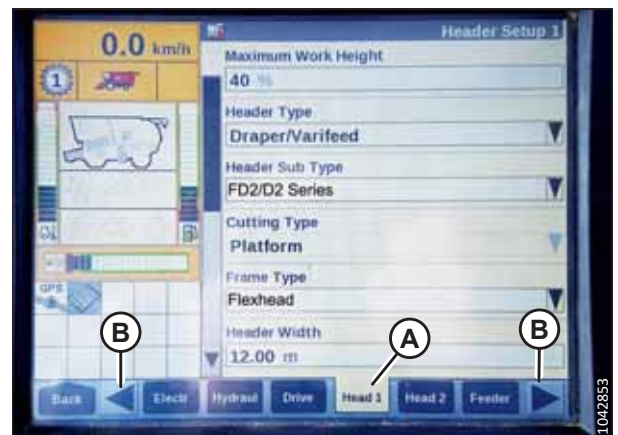 0.0 km/h
Header Setup 1
Maximum Work Height
40 %
1
Header Type
Draper/Varifeed
Header Sub Type
FD2/D2 Series
Cutting Type
Platform
Frame Type
Flexhead
GPS
Header Width
12.00 m
B
A
B
Back
Electr
Hydraul
Drive
Head 1
Head 2
Feeder
1042853